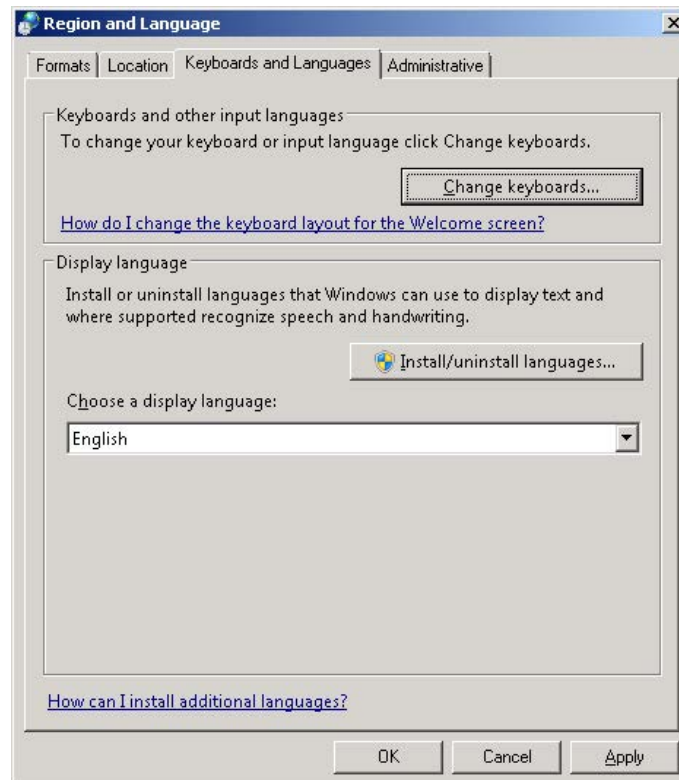 Region and Language
Formats
Location
Keyboards and Languages
Administrative
Keyboards and other input languages
To change your keyboard or input language click Change keyboards.
Change keyboards...
How do I change the keyboard layout for the Welcome screen?
Display language
Install or uninstall languages that Windows can use to display text and
where supported recognize speech and handwriting.
Install/uninstall languages...
Choose a display language:
English
How can I install additional languages?
OK
Cancel
Apply